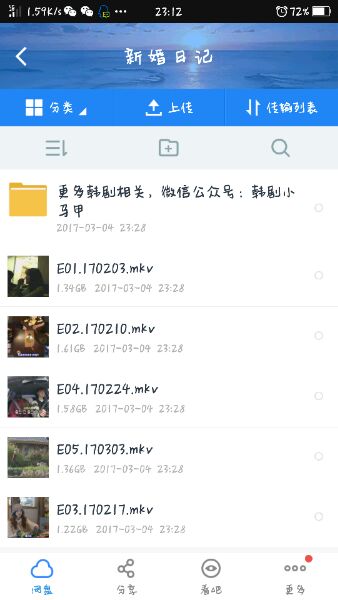 1.59K/s ... 23:12 72%
新婚日记
分类 上传 传输列表
更多韩剧相关，微信公众号：韩剧小
马甲
2017-03-04 23:28
E01.170203.mkv
1.34GB 2017-03-04 23:28
E02.170210.mkv
1.61GB 2017-03-04 23:28
E04.170224.mkv
1.58GB 2017-03-04 23:28
E05.170303.mkv
1.36GB 2017-03-04 23:28
E03.170217.mkv
1.22GB 2017-03-04 23:28
网盘 分享 看吧 更多